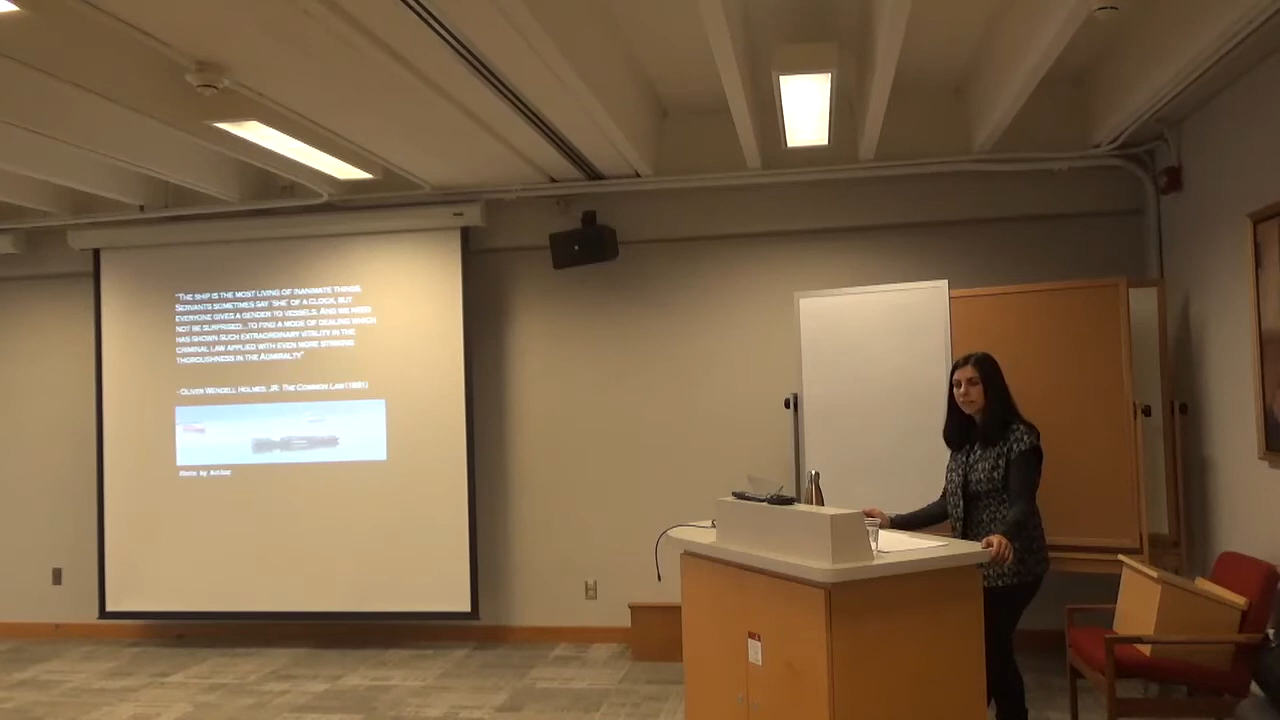 "The ship is the most living of inanimate things.
Servants sometimes say 'she' of a clock, but
everyone gives a gender to vessels. And we need
not be surprised...to find a mode of dealing which
has shown such extraordinary vitality in the
criminal law applied with even more striking
thoroughness in the Admiralty"
-Oliver Wendell Holmes, Jr. The Common Law (1881)
Photo by Author